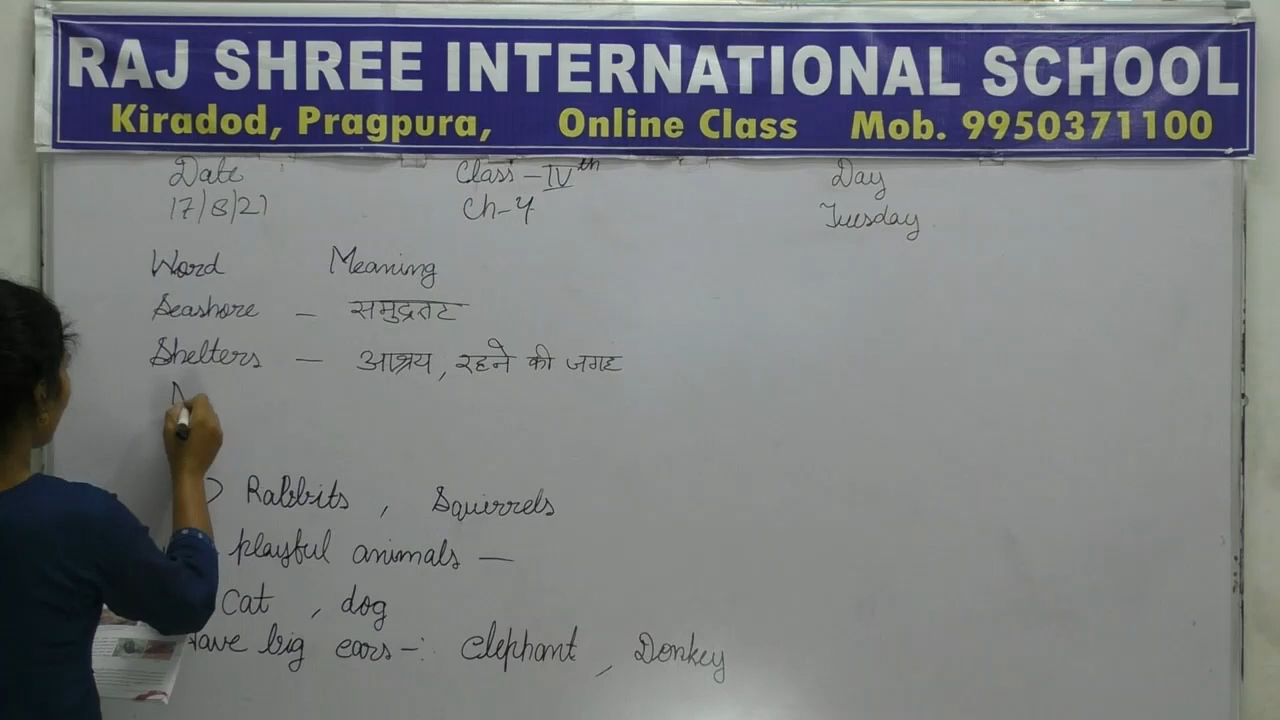 RAJ SHREE INTERNATIONAL SCHOOL
Kiradod, Pragpura, Online Class Mob. 9950371100
Date Class - IVth Day
17/8/21 Ch-4 Tuesday
Word Meaning
Seashore - समुद्रतट
Shelters - आश्रय, रहने की जगह
Rabbits, Squirrels
playful animals -
Cat, dog
have big ears -: Elephant, Donkey